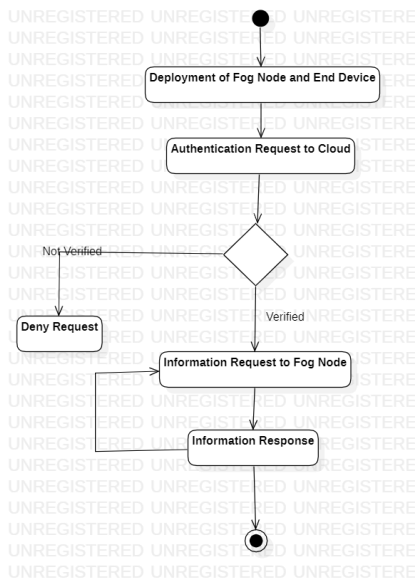 Deployment of Fog Node and End Device
Authentication Request to Cloud
Not Verified
Verified
Deny Request
Information Request to Fog Node
Information Response
UNREGISTERED